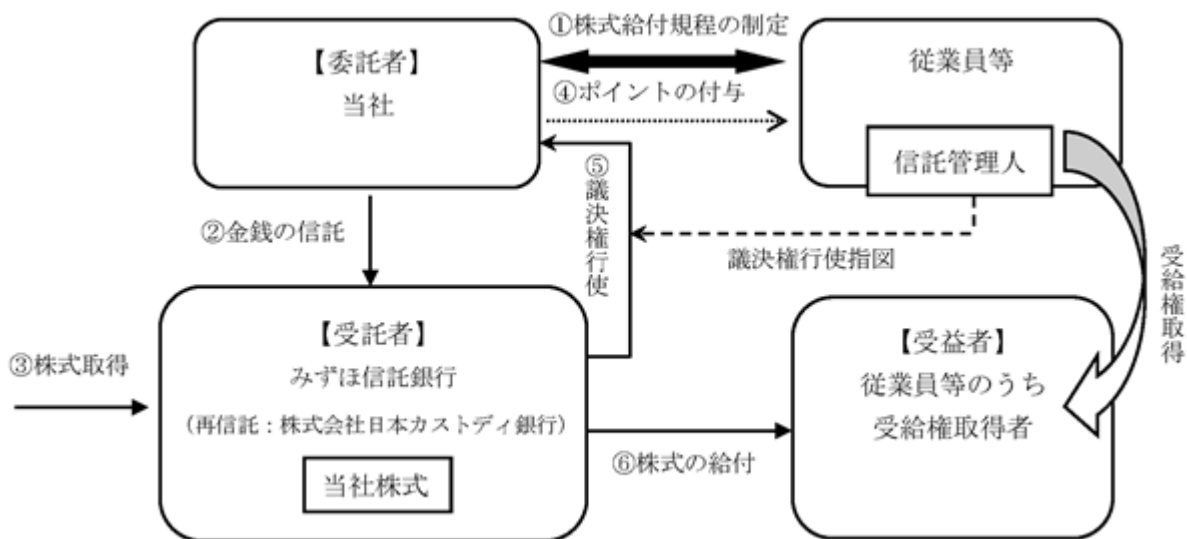 ①株式給付規程の制定
【委託者】
当社
従業員等
④ポイントの付与
信託管理人
⑤議決権行使
②金銭の信託
議決権行使指図
受給権取得
【受託者】
みずほ信託銀行
(再信託:株式会社日本カストディ銀行)
当社株式
③株式取得
【受益者】
従業員等のうち
受給権取得者
⑥株式の給付